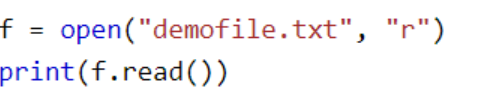 f = open("demofile.txt", "r")
print(f.read())